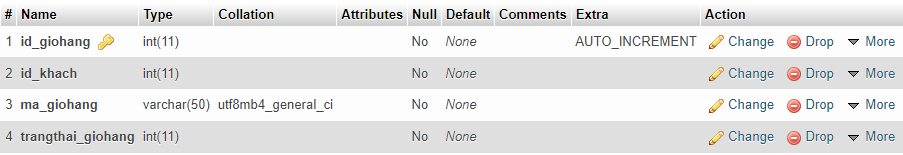 # Name Type Collation Attributes Null Default Comments Extra Action
1 id_giohang int(11) No None AUTO_INCREMENT Change Drop More
2 id_khach int(11) No None Change Drop More
3 ma_giohang varchar(50) utf8mb4_general_ci No None Change Drop More
4 trangthai_giohang int(11) No None Change Drop More